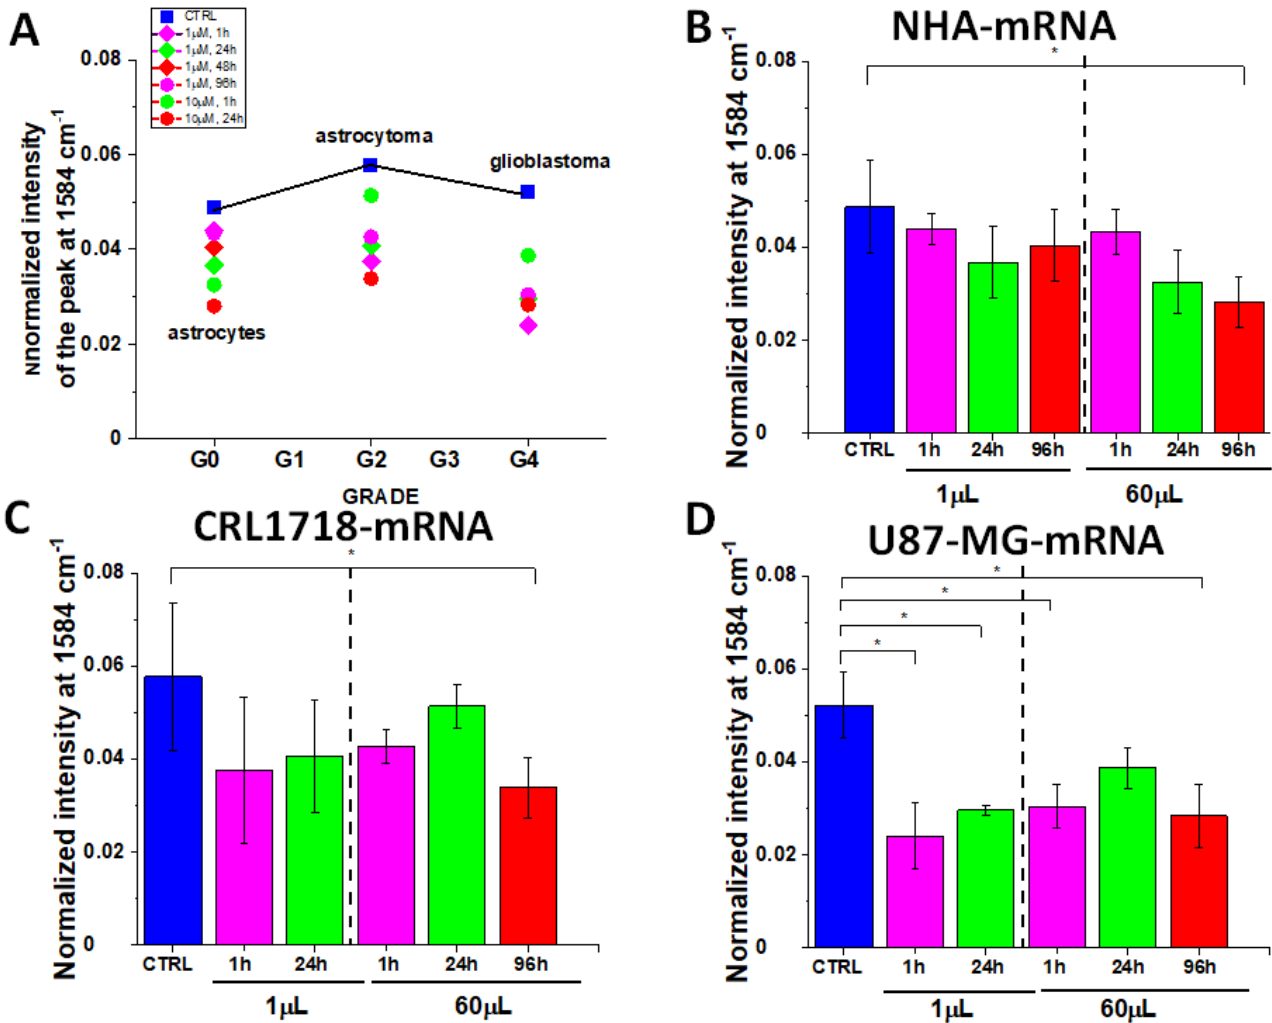 A
CTRL
1µM, 1h
1µM, 24h
1µM, 48h
1µM, 96h
10µM, 1h
10µM, 24h
Nnormalized intensity
of the peak at 1584 cm-1
0.08
0.06
0.04
0.02
0
astrocytoma
glioblastoma
astrocytes
G0 G1 G2 G3 G4
GRADE
B
NHA-mRNA
Normalized intensity at 1584 cm-1
0.08
0.06
0.04
0.02
0
*
CTRL 1h 24h 96h 1h 24h 96h
1µL 60µL
C
CRL1718-mRNA
Normalized intensity at 1584 cm-1
0.08
0.06
0.04
0.02
0
*
CTRL 1h 24h 1h 24h 96h
1µL 60µL
D
U87-MG-mRNA
Normalized intensity at 1584 cm-1
0.08
0.06
0.04
0.02
0
*
*
*
*
CTRL 1h 24h 1h 24h 96h
1µL 60µL